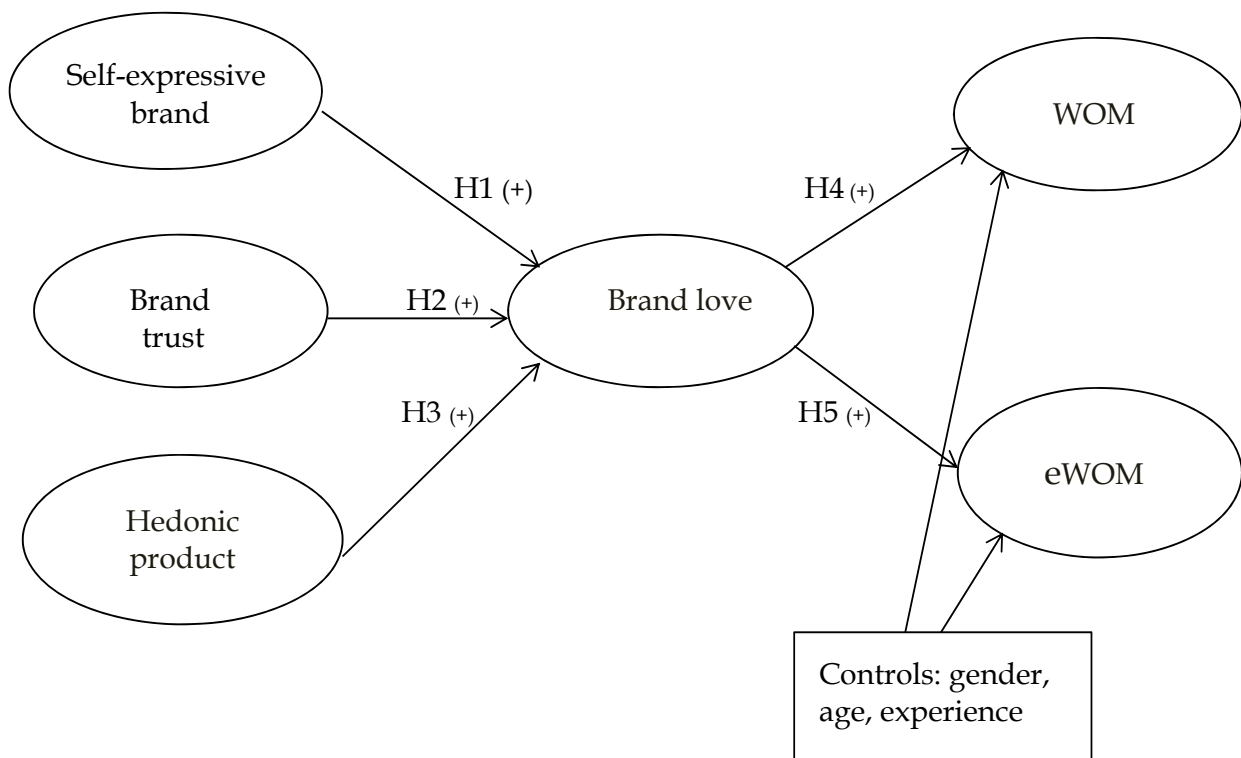 Self-expressive
brand
WOM
H1 (+)
H4 (+)
Brand
trust
H2 (+)
Brand love
H3 (+)
H5 (+)
eWOM
Hedonic
product
Controls: gender,
age, experience